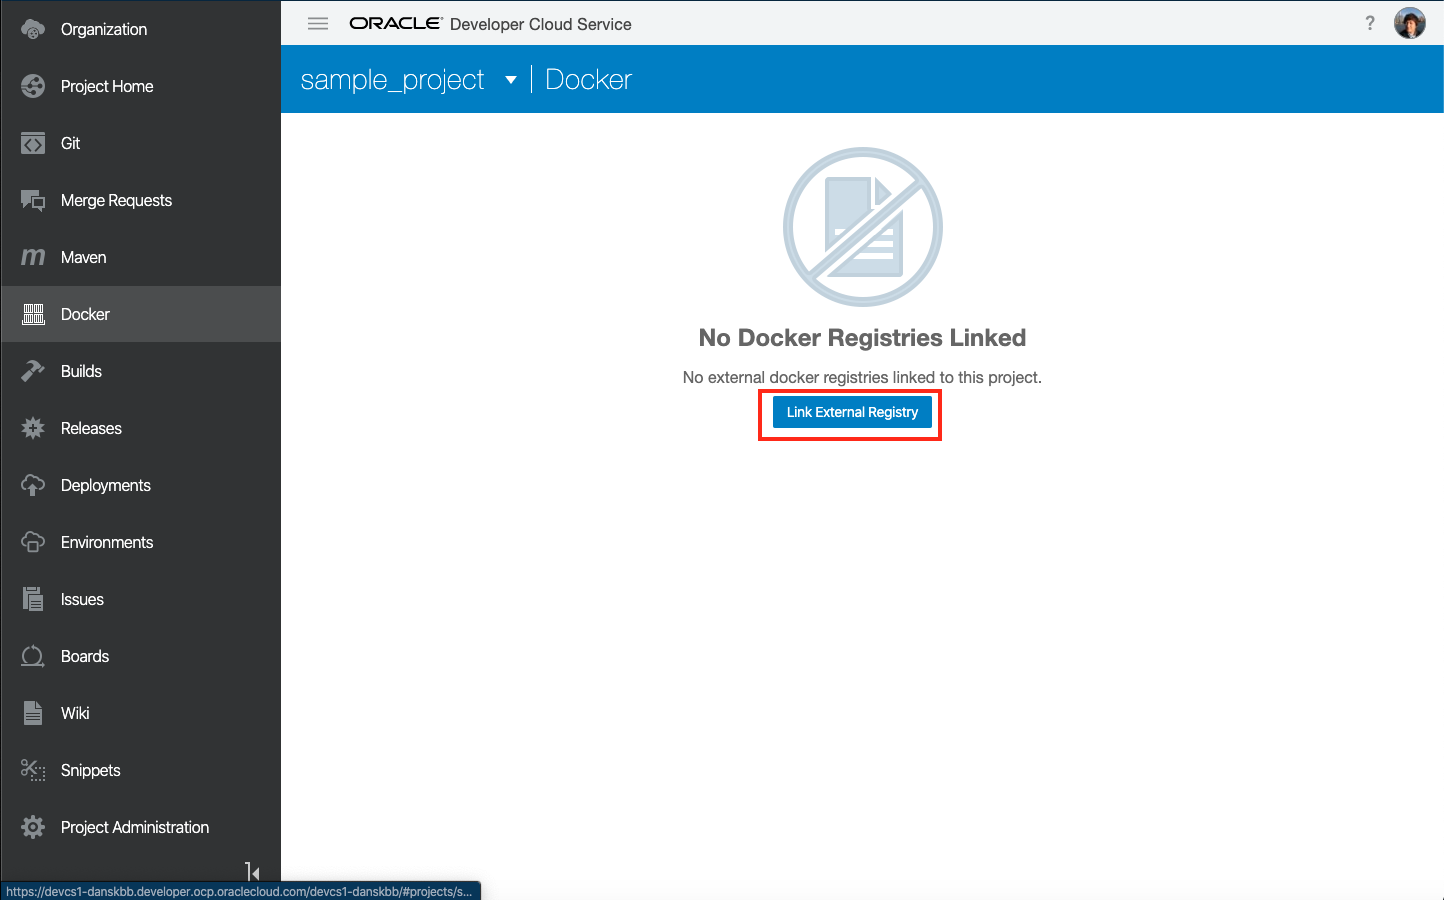 Organization
Project Home
Git
Merge Requests
m Maven
Docker
Builds
Releases
Deployments
Environments
Issues
Boards
Wiki
Snippets
Project Administration
https://devcs1-danskbb.developer.ocp.oraclecloud.com/devcs1-danskbb/#projects/s...
ORACLE® Developer Cloud Service ?
sample_project | Docker
No Docker Registries Linked
No external docker registries linked to this project.
Link External Registry